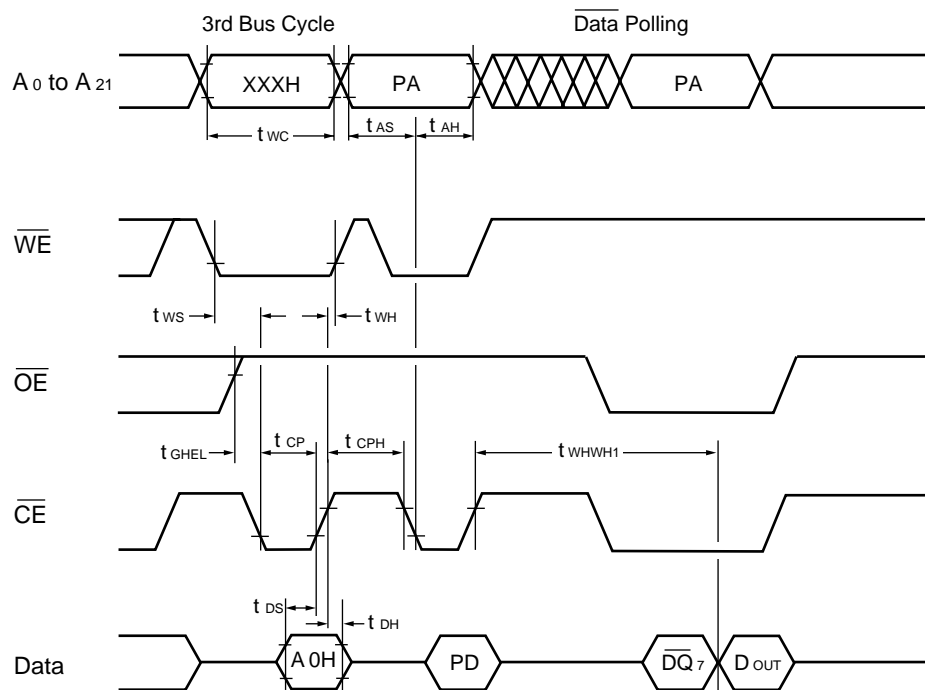 3rd Bus Cycle
Data Polling
A0 to A21
XXXH
PA
PA
tWC
tAS
tAH
WE
tWS
tWH
OE
tGHEL
tCP
tCPH
tWHWH1
CE
tDS
tDH
Data
A0H
PD
DQ7
DOUT